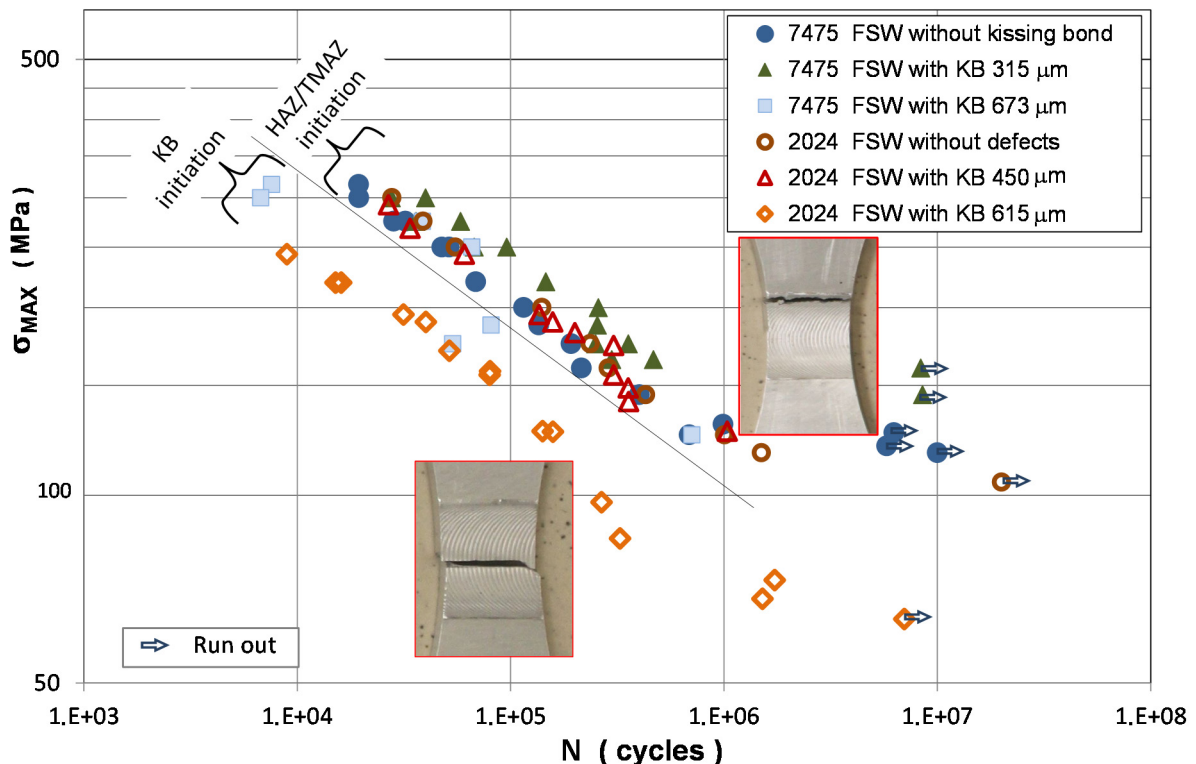 500
100
50
σMAX ( MPa)
KB
initiation
HAZ/TMAZ
initiation
7475 FSW without kissing bond
7475 FSW with KB 315 μm
7475 FSW with KB 673 μm
2024 FSW without defects
2024 FSW with KB 450 μm
2024 FSW with KB 615 μm
Run out
1.E+03
1.E+04
1.E+05
1.E+06
1.E+07
1.E+08
N ( cycles )